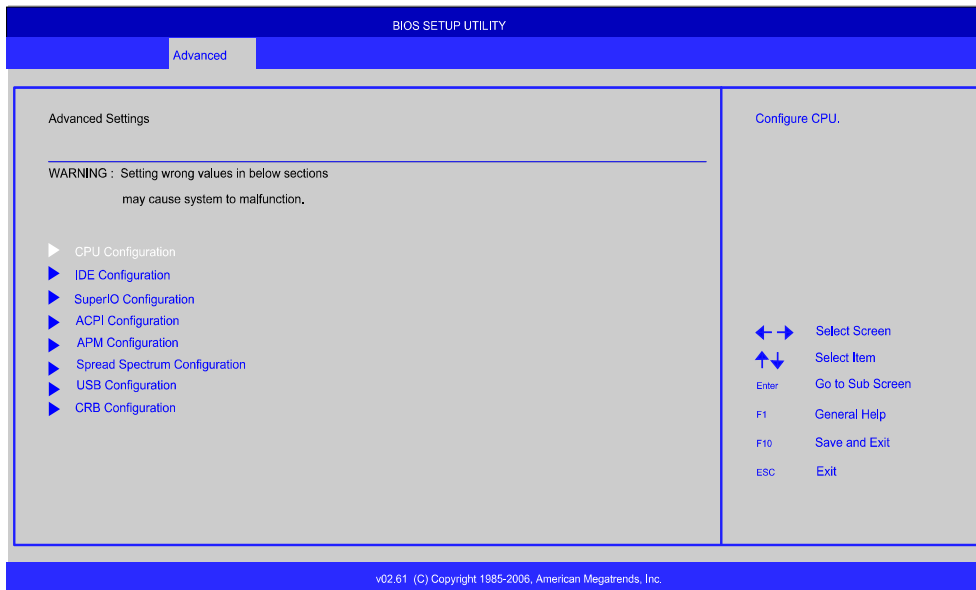 BIOS SETUP UTILITY
Advanced
Advanced Settings
WARNING : Setting wrong values in below sections
may cause system to malfunction.
CPU Configuration
IDE Configuration
SuperIO Configuration
ACPI Configuration
APM Configuration
Spread Spectrum Configuration
USB Configuration
CRB Configuration
Configure CPU.
Select Screen
Select Item
Enter Go to Sub Screen
F1 General Help
F10 Save and Exit
ESC Exit
v02.61 (C) Copyright 1985-2006, American Megatrends, Inc.